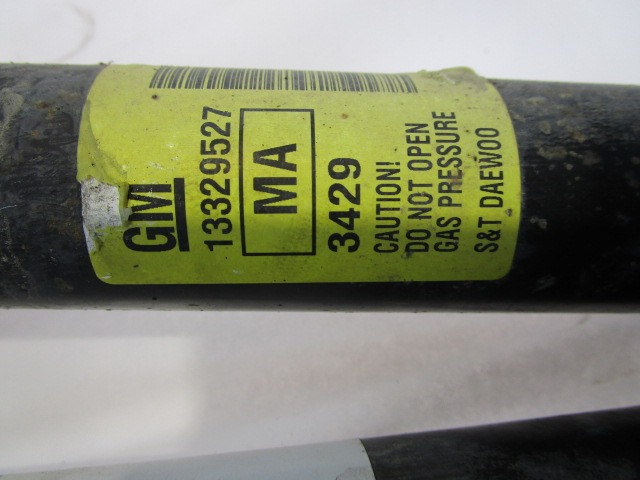 GM
13329527
MA
3429
CAUTION!
DO NOT OPEN
GAS PRESSURE
S&T DAEWOO